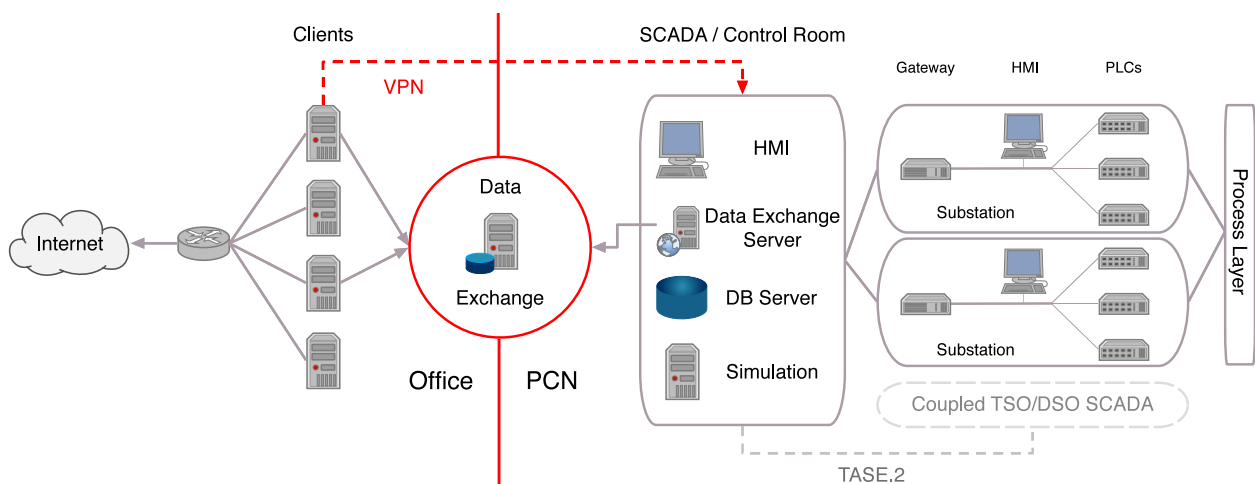 Clients
SCADA / Control Room
VPN
Gateway
HMI
PLCs
Internet
Data
Exchange
Office
PCN
HMI
Data Exchange
Server
DB Server
Simulation
Substation
Substation
Process Layer
Coupled TSO/DSO SCADA
TASE.2